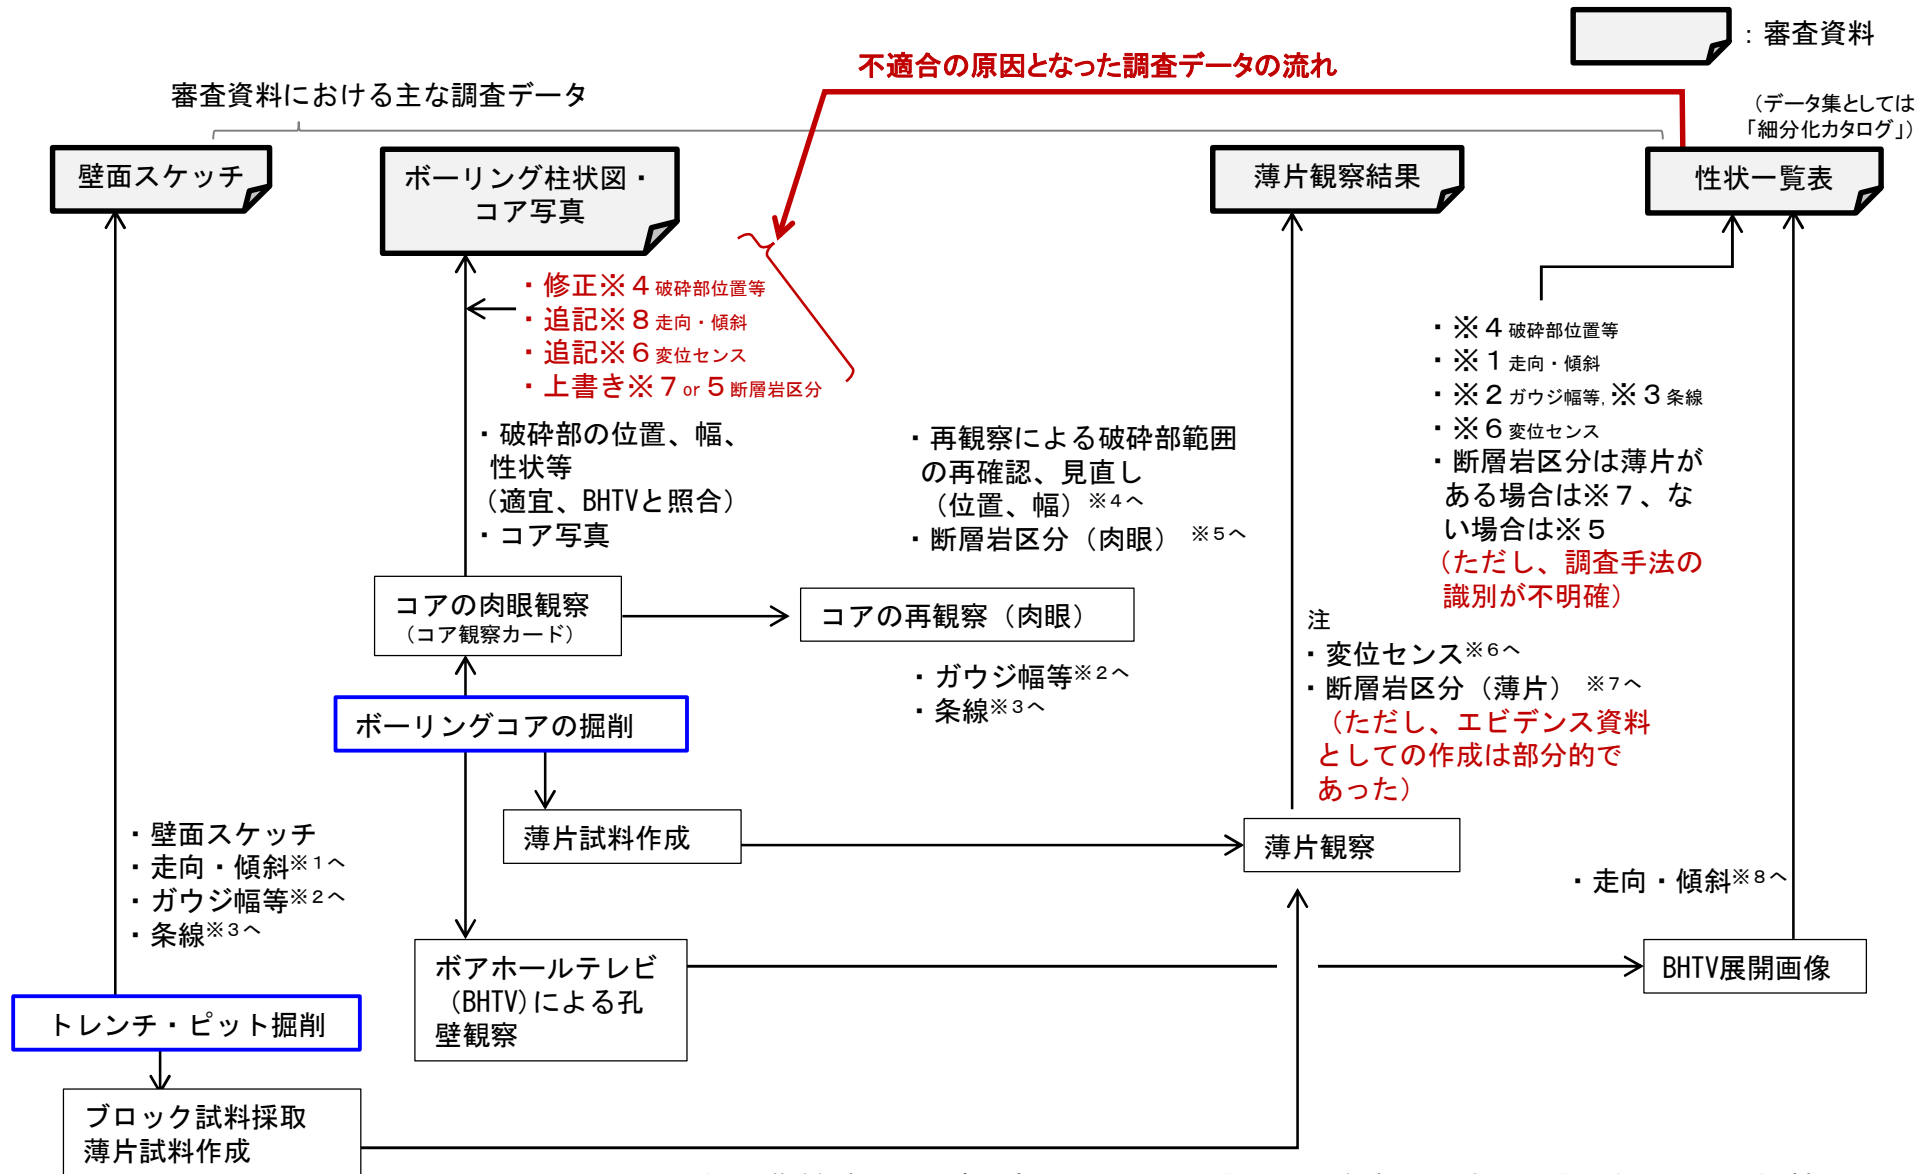 ：審査資料
不適合の原因となった調査データの流れ
審査資料における主な調査データ
（データ集としては
「細分化カタログ」）
壁面スケッチ
ボーリング柱状図・
コア写真
薄片観察結果
性状一覧表
・修正※４破砕部位置等
・追記※８走向・傾斜
・追記※６変位センス
・上書き※７or５断層岩区分
・※４破砕部位置等
・※１走向・傾斜
・※２ガウジ幅等,※３条線
・※６変位センス
・断層岩区分は薄片が
ある場合は※７、な
い場合は※５
（ただし、調査手法の
識別が不明確）
・破砕部の位置、幅、
性状等
（適宜、BHTVと照合）
・コア写真
・再観察による破砕部範囲
の再確認、見直し
（位置、幅）※４へ
・断層岩区分（肉眼）※５へ
コアの肉眼観察
（コア観察カード）
コアの再観察（肉眼）
・ガウジ幅等※２へ
・条線※３へ
注
・変位センス※６へ
・断層岩区分（薄片）※７へ
（ただし、エビデンス資料
としての作成は部分的で
あった）
ボーリングコアの掘削
薄片試料作成
薄片観察
・壁面スケッチ
・走向・傾斜※１へ
・ガウジ幅等※２へ
・条線※３へ
・走向・傾斜※８へ
ボアホールテレビ
（BHTV）による孔
壁観察
BHTV展開画像
トレンチ・ピット掘削
ブロック試料採取
薄片試料作成